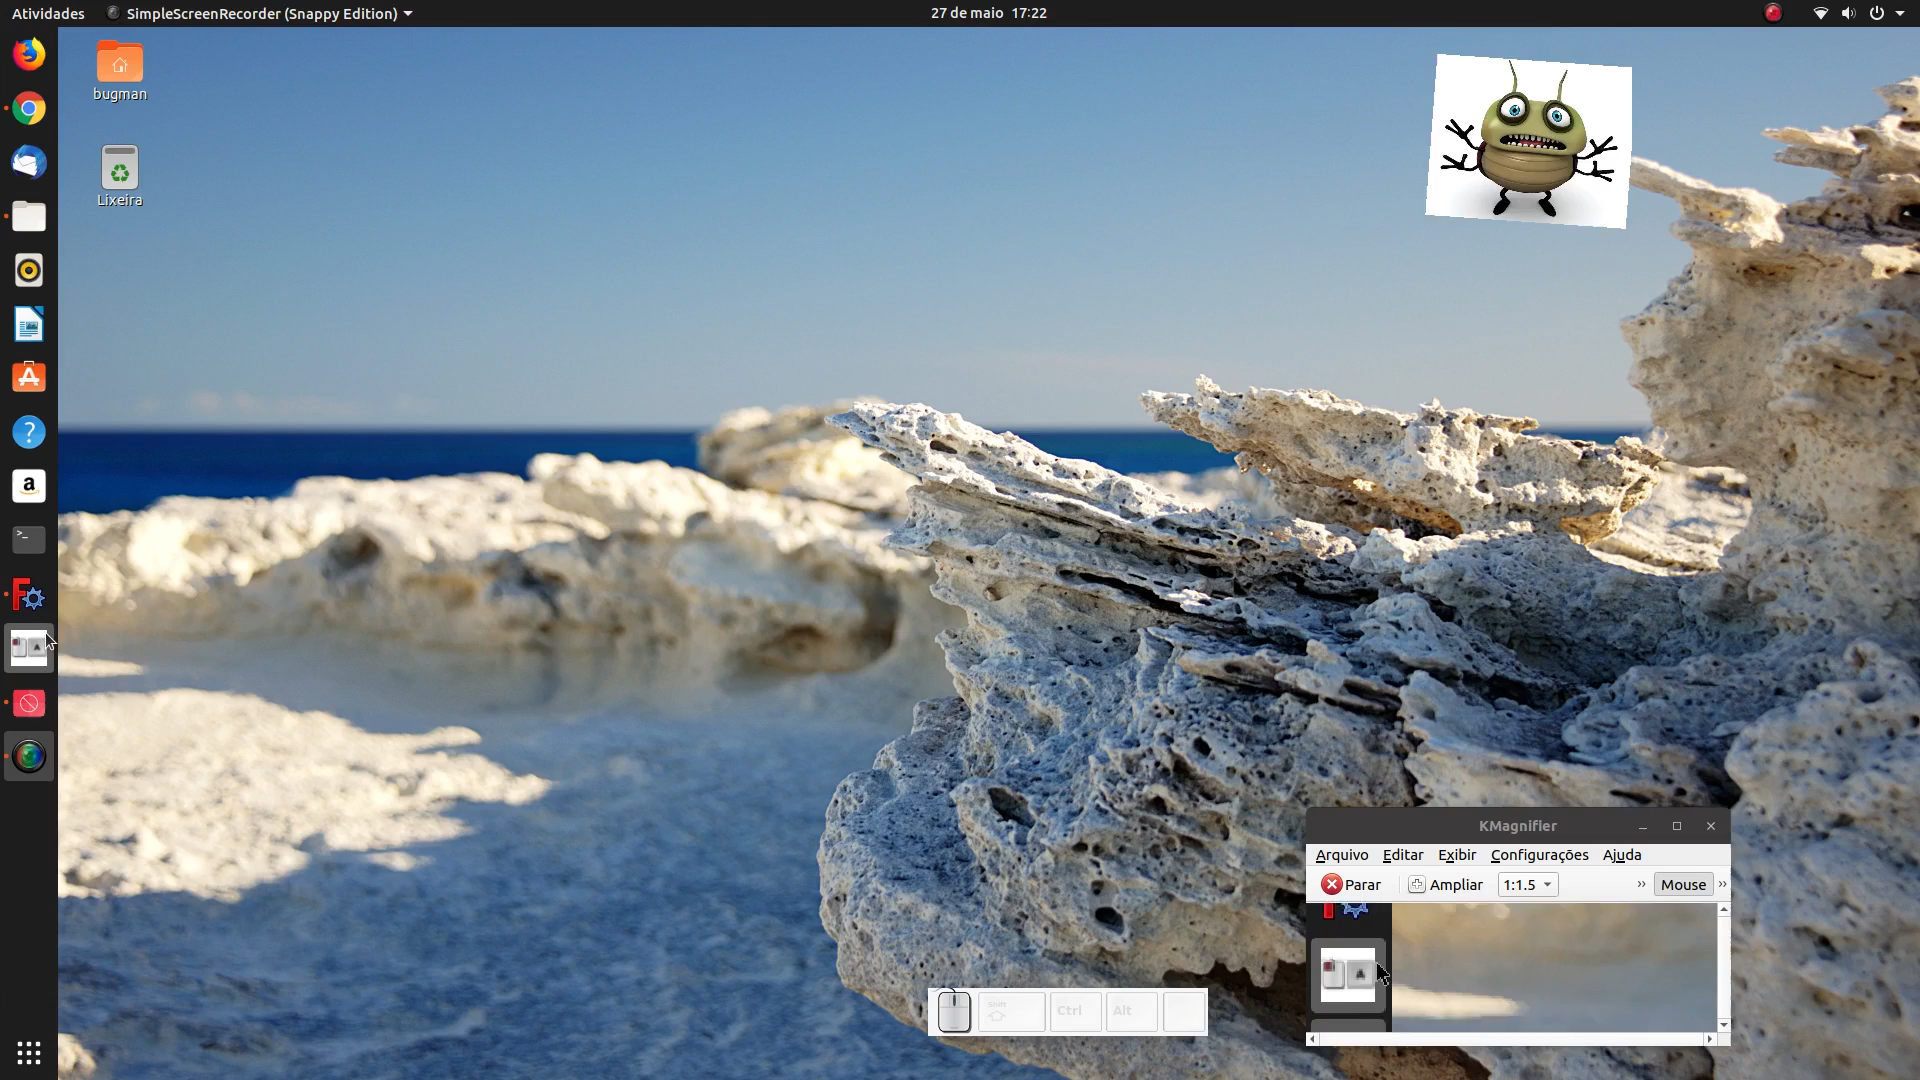 Atividades SimpleScreenRecorder (Snappy Edition) 27 de maio 17:22
bugman
Lixeira
KMagnifier
Arquivo Editar Exibir Configurações Ajuda
Parar Ampliar 1:1.5 Mouse
Shift Ctrl Alt